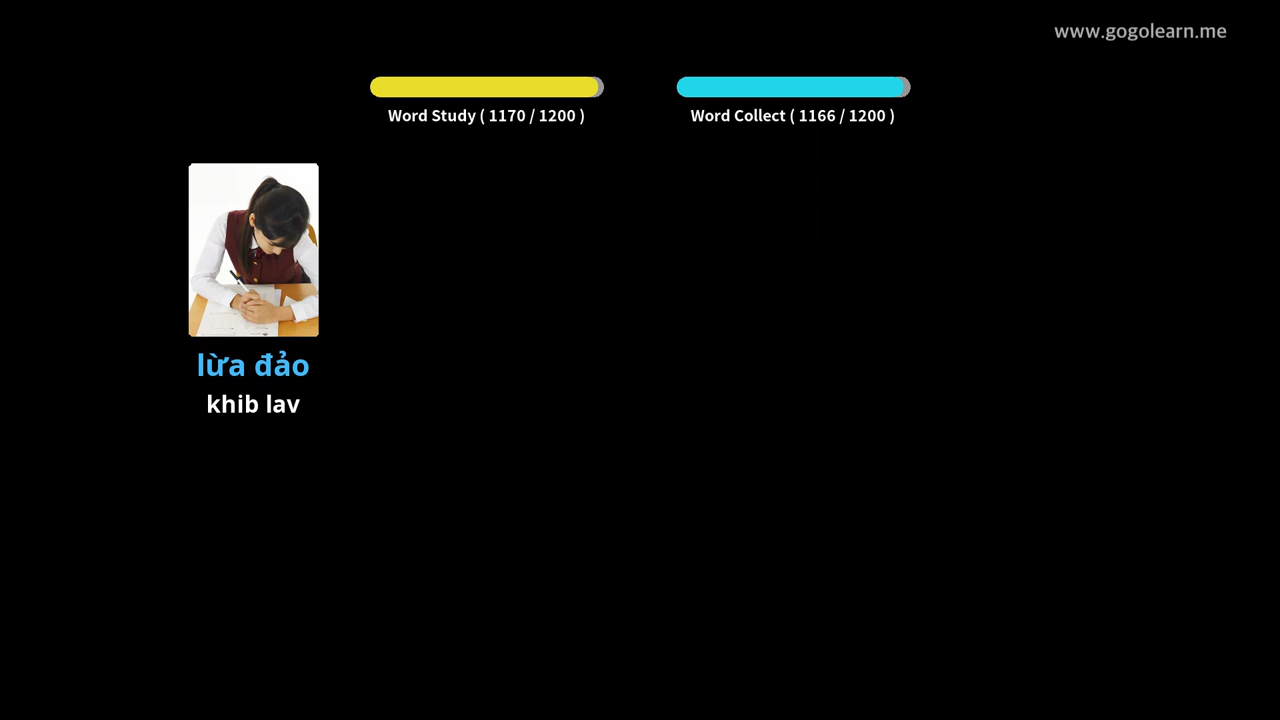 www.gogolearn.me
Word Study ( 1170 / 1200 )
Word Collect ( 1166 / 1200 )
lừa đảo
khib lav